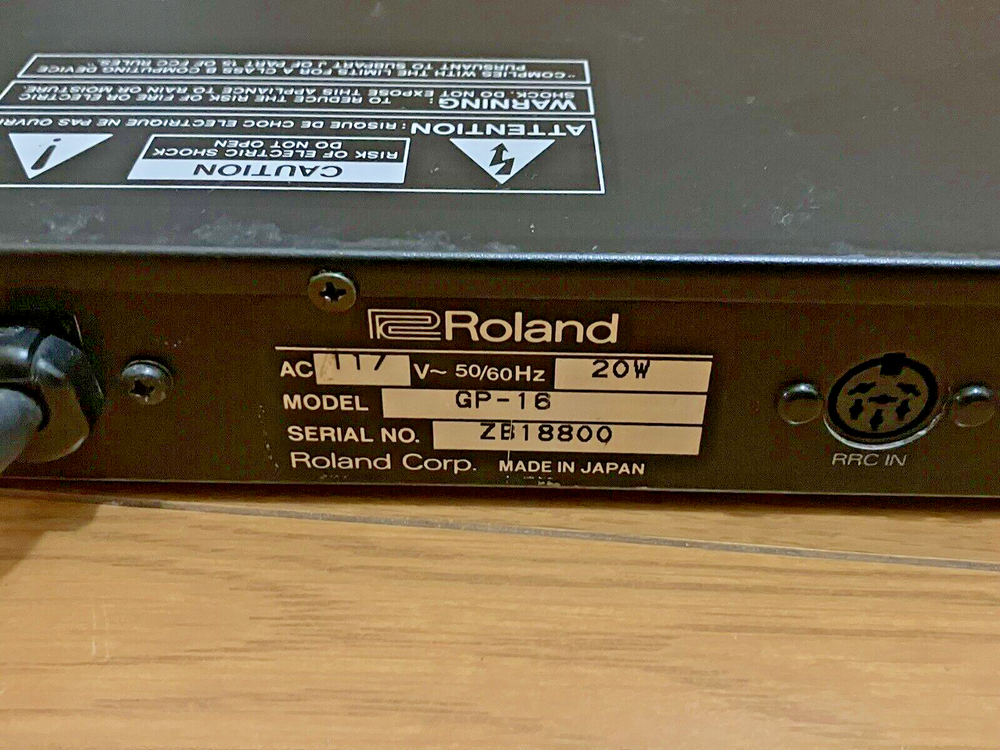 "COMPLIES WITH THE LIMITS FOR A CLASS B COMPUTING DEVICE
PURSUANT TO SUBPART J OF PART 15 OF FCC RULES."
WARNING: TO REDUCE THE RISK OF FIRE OR ELECTRIC
SHOCK, DO NOT EXPOSE THIS APPLIANCE TO RAIN OR MOISTURE.
ATTENTION: RISQUE DE CHOC ELECTRIQUE NE PAS OUVRIR
CAUTION
RISK OF ELECTRIC SHOCK
DO NOT OPEN
Roland
AC 117 V~ 50/60Hz 20W
MODEL GP-16
SERIAL NO. ZB18800
Roland Corp. MADE IN JAPAN
RRC IN